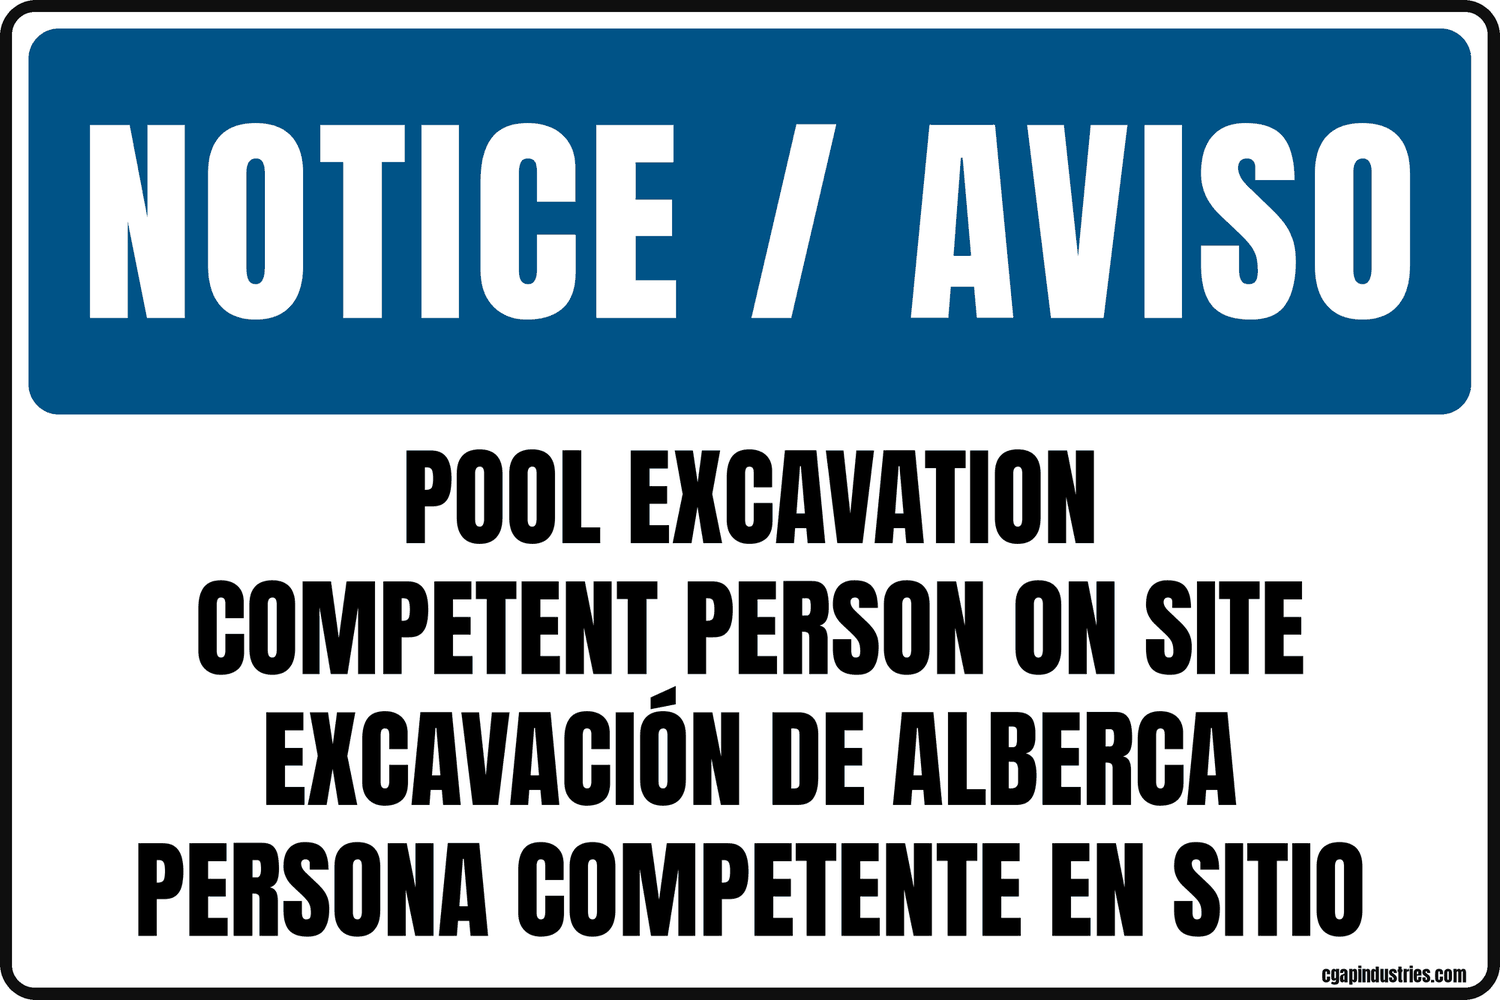 NOTICE / AVISO
POOL EXCAVATION
COMPETENT PERSON ON SITE
EXCAVACIÓN DE ALBERCA
PERSONA COMPETENTE EN SITIO
cgapindustries.com